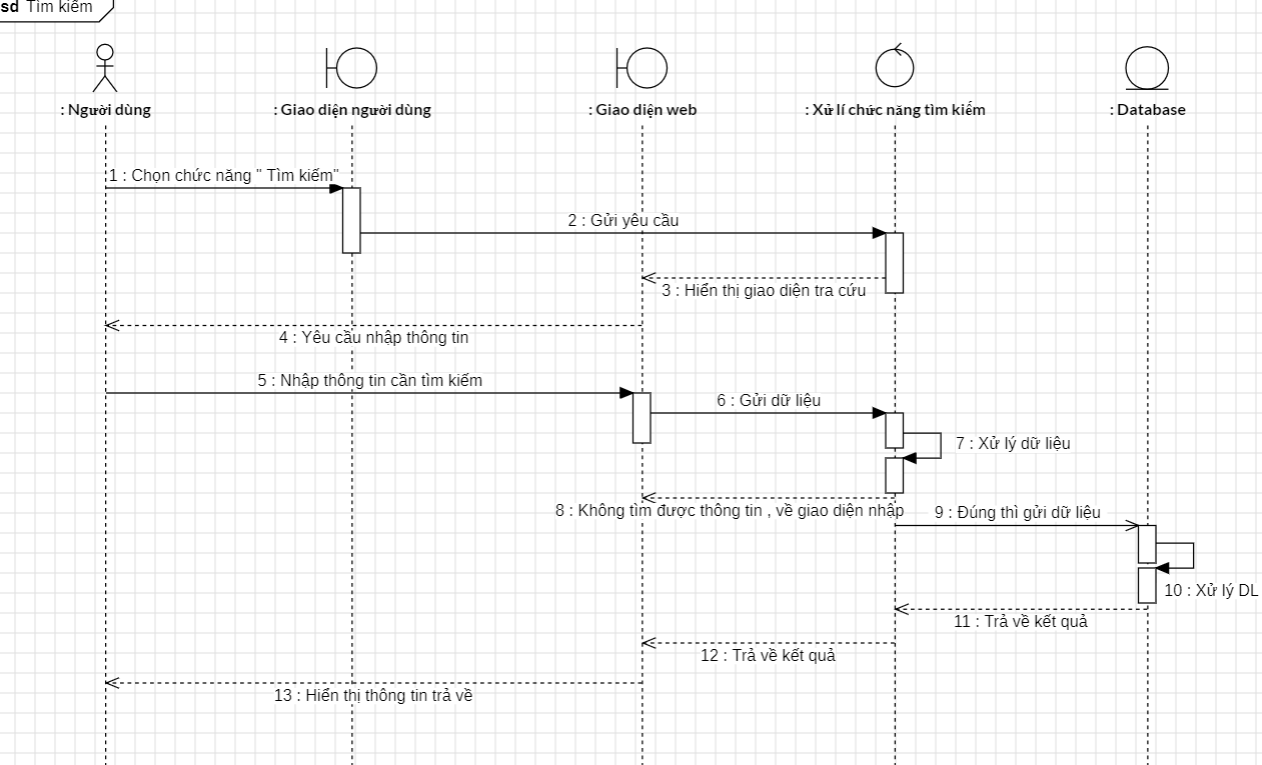 sd Tìm kiếm
: Người dùng
: Giao diện người dùng
: Giao diện web
: Xử lí chức năng tìm kiếm
: Database
1 : Chọn chức năng " Tìm kiếm"
2 : Gửi yêu cầu
3 : Hiển thị giao diện tra cứu
4 : Yêu cầu nhập thông tin
5 : Nhập thông tin cần tìm kiếm
6 : Gửi dữ liệu
7 : Xử lý dữ liệu
8 : Không tìm được thông tin , về giao diện nhập
9 : Đúng thì gửi dữ liệu
10 : Xử lý DL
11 : Trả về kết quả
12 : Trả về kết quả
13 : Hiển thị thông tin trả về